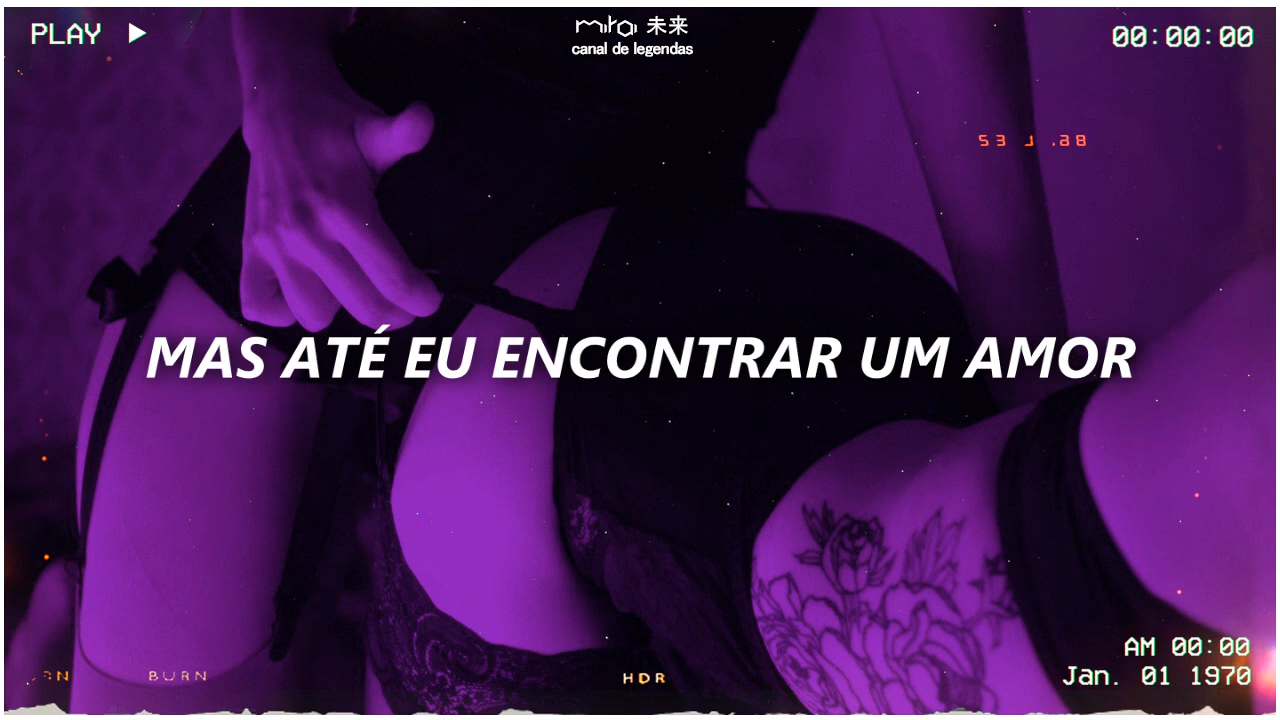 PLAY
mirai 未来
canal de legendas
00:00:00
MAS ATÉ EU ENCONTRAR UM AMOR
BURN
HDR
AM 00:00
Jan. 01 1970